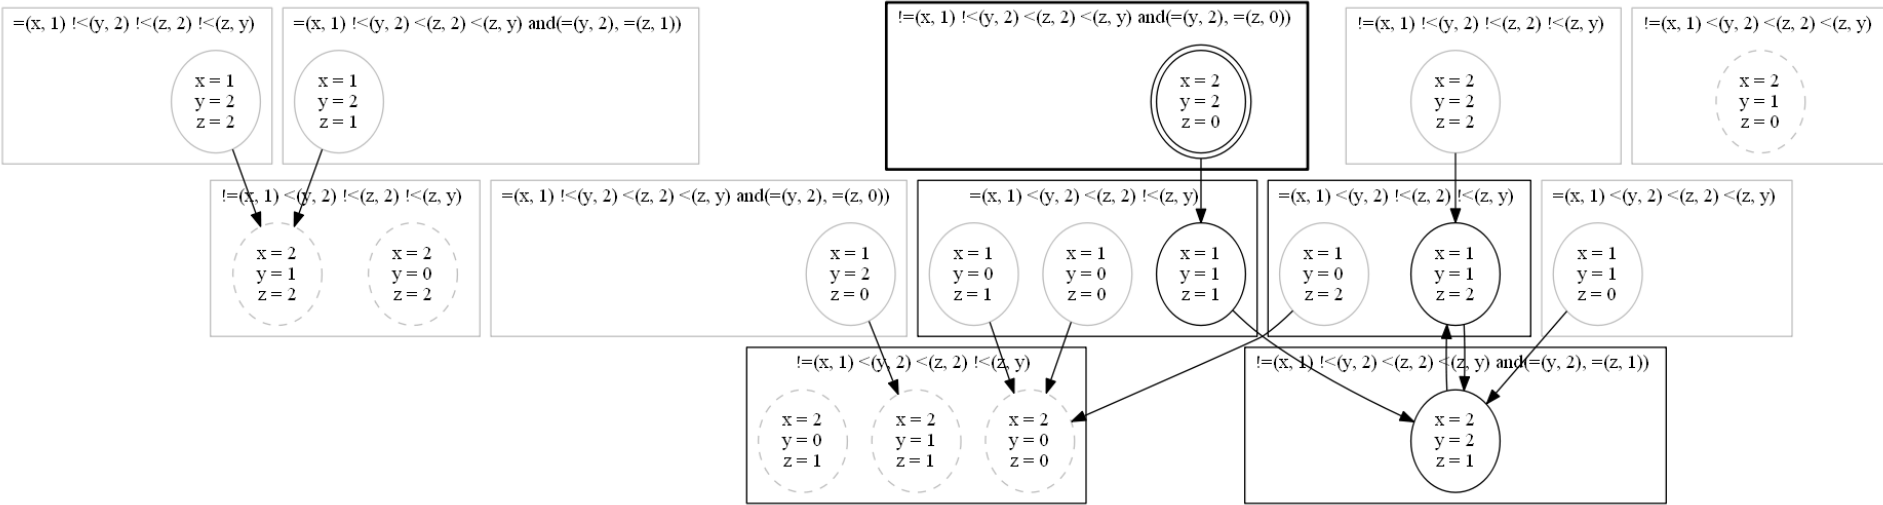 =(x, 1) !<(y, 2) !<(z, 2) !<(z, y)
x = 1
y = 2
z = 2
=(x, 1) !<(y, 2) <(z, 2) <(z, y) and(=(y, 2), =(z, 1))
x = 1
y = 2
z = 1
!=(x, 1) !<(y, 2) <(z, 2) <(z, y) and(=(y, 2), =(z, 0))
x = 2
y = 2
z = 0
!=(x, 1) !<(y, 2) !<(z, 2) !<(z, y)
x = 2
y = 2
z = 2
!=(x, 1) <(y, 2) <(z, 2) <(z, y)
x = 2
y = 1
z = 0
!=(x, 1) <(y, 2) !<(z, 2) !<(z, y)
x = 2
y = 1
z = 2
x = 2
y = 0
z = 2
=(x, 1) !<(y, 2) <(z, 2) <(z, y) and(=(y, 2), =(z, 0))
x = 1
y = 2
z = 0
=(x, 1) <(y, 2) <(z, 2) !<(z, y)
x = 1
y = 0
z = 1
x = 1
y = 0
z = 0
x = 1
y = 1
z = 1
=(x, 1) <(y, 2) !<(z, 2) !<(z, y)
x = 1
y = 0
z = 2
x = 1
y = 1
z = 2
=(x, 1) <(y, 2) <(z, 2) <(z, y)
x = 1
y = 1
z = 0
!=(x, 1) <(y, 2) <(z, 2) !<(z, y)
x = 2
y = 0
z = 1
x = 2
y = 1
z = 1
x = 2
y = 0
z = 0
!=(x, 1) !<(y, 2) <(z, 2) <(z, y) and(=(y, 2), =(z, 1))
x = 2
y = 2
z = 1